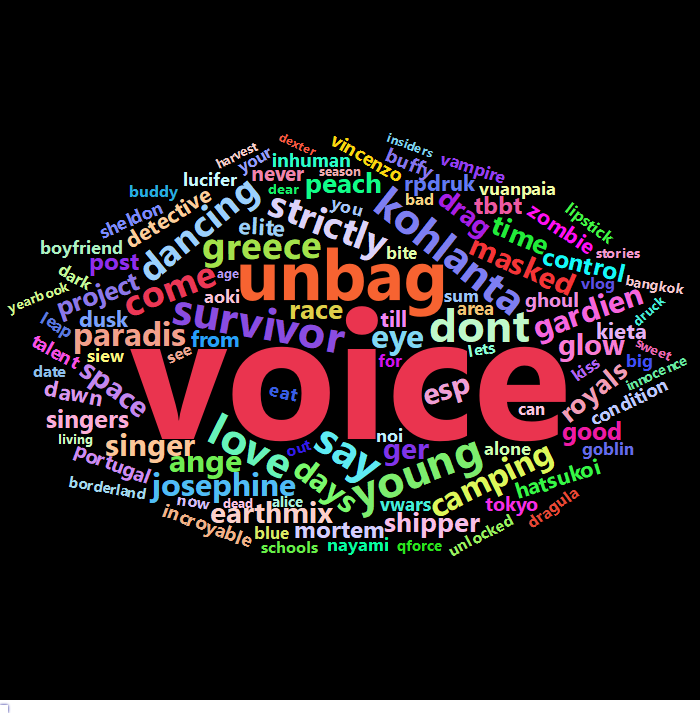 dexter
insiders
harvest
vincenzo
your
buffy
vampire
inhuman
season
never
lucifer
dear
peach
rpdruk
vuanpaia
buddy
bad
tbbt
lipstick
sheldon
detective
dancing
strictly
you
kohlanta
drag
time
zombie
boyfriend
elite
greece
bite
masked
control
stories
post
unbag
dark
age
vlog
bangkok
yearbook
project
come
aoki
sum
area
ghoul
gardien
druck
leap
dusk
survivor
race
till
dont
kieta
paradis
from
eye
glow
talent
siew
see
lets
sweet
for
kiss
big
innocence
date
space
voice
esp
royals
condition
dawn
eat
can
singers
good
living
singer
love
say
noi
ger
alone
goblin
portugal
ange
out
days
young
camping
hatsukoi
borderland
josephine
now
dead
alice
vwars
tokyo
dragula
incroyable
earthmix
shipper
blue
mortem
unlocked
schools
nayami
qforce